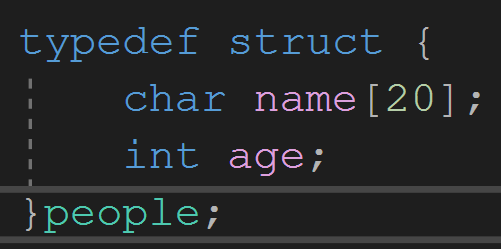 typedef struct {
    char name[20];
    int age;
}people;